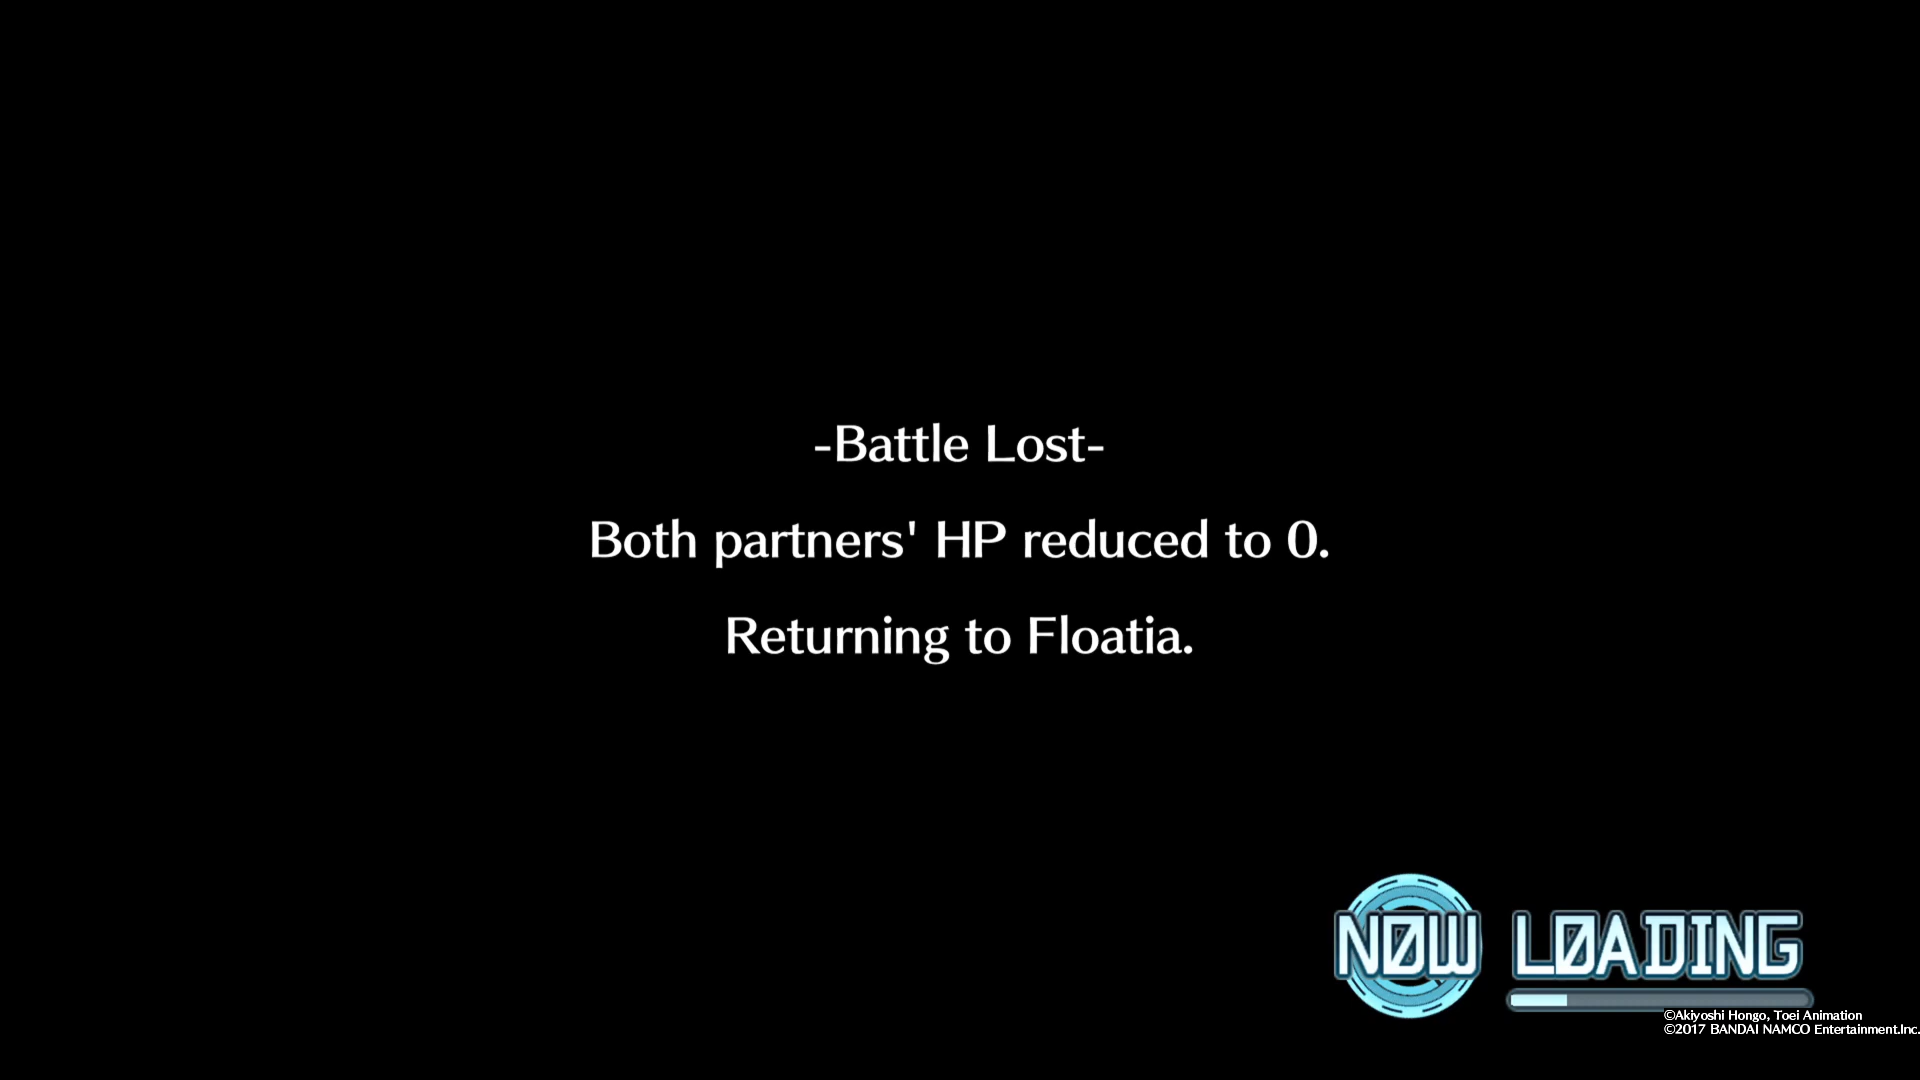 -Battle Lost-
Both partners' HP reduced to 0.
Returning to Floatia.
NØW LØADING
©Akiyoshi Hongo, Toei Animation
©2017 BANDAI NAMCO Entertainment.Inc.